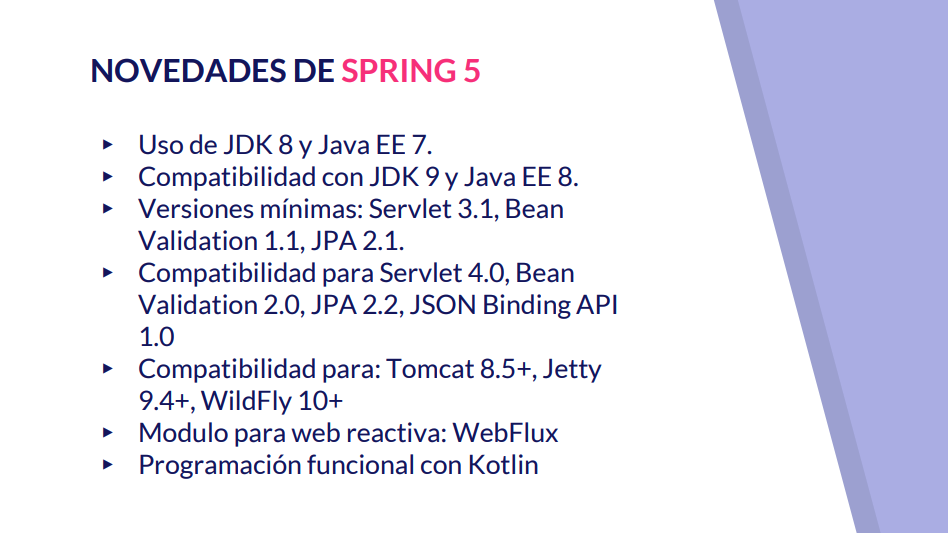 NOVEDADES DE SPRING 5
▸ Uso de JDK 8 y Java EE 7.
▸ Compatibilidad con JDK 9 y Java EE 8.
▸ Versiones mínimas: Servlet 3.1, Bean
Validation 1.1, JPA 2.1.
▸ Compatibilidad para Servlet 4.0, Bean
Validation 2.0, JPA 2.2, JSON Binding API
1.0
▸ Compatibilidad para: Tomcat 8.5+, Jetty
9.4+, WildFly 10+
▸ Modulo para web reactiva: WebFlux
▸ Programación funcional con Kotlin